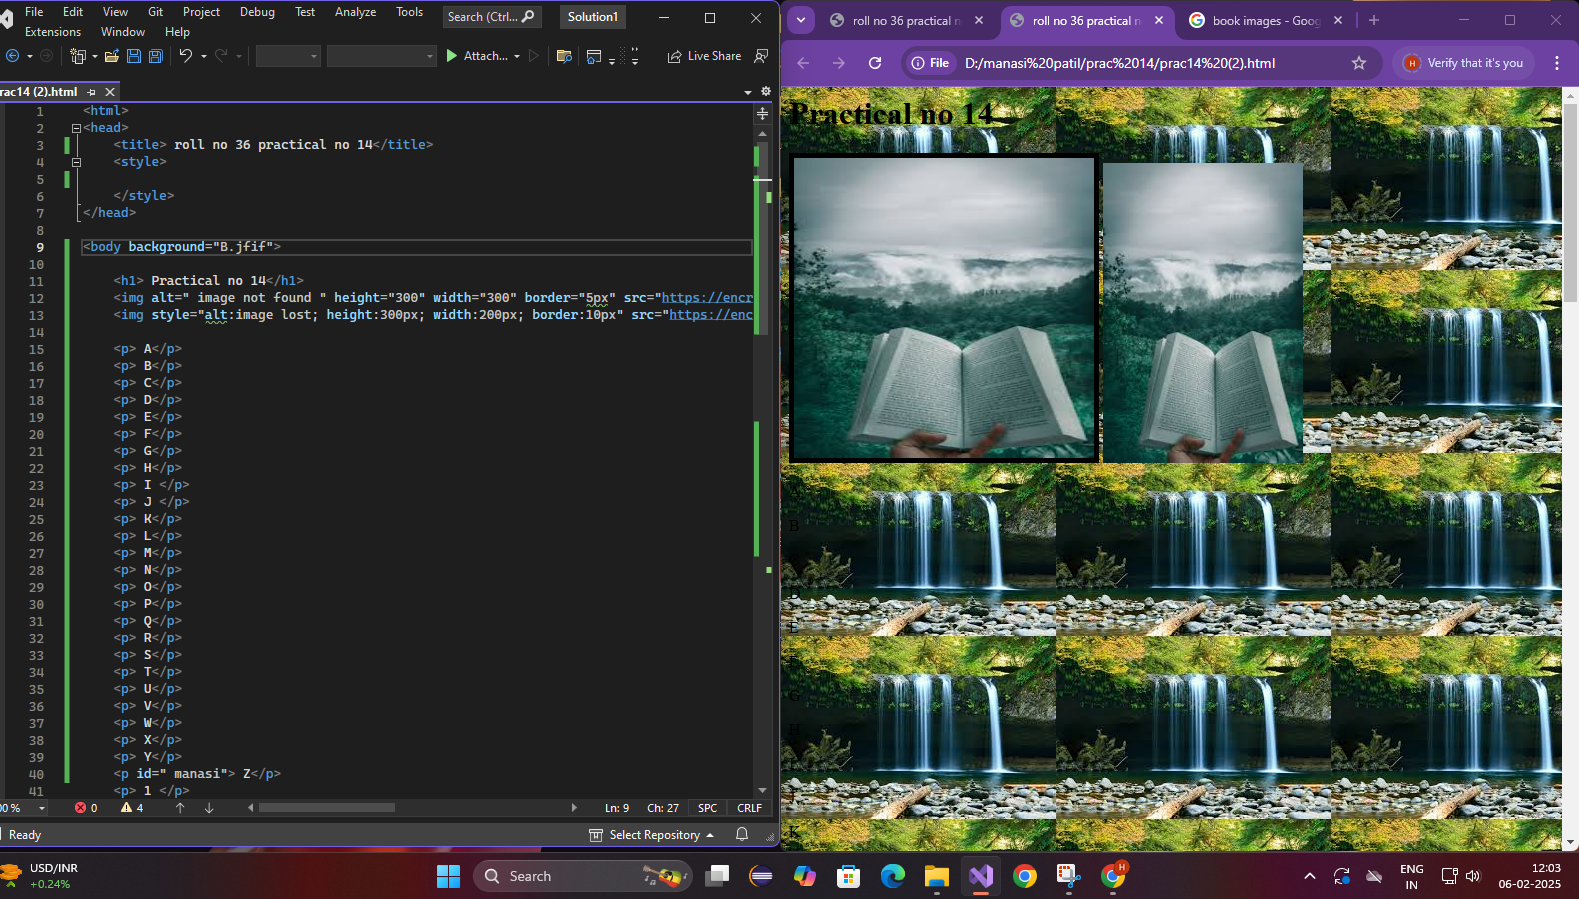 File Edit View Git Project Debug Test Analyze Tools Search (Ctrl... Solution1
Extensions Window Help
Attach... Live Share
rac14 (2).html
1 <html>
2 <head>
3 <title> roll no 36 practical no 14</title>
4 <style>
5
6 </style>
7 </head>
8
9 <body background="B.jfif">
10
11 <h1> Practical no 14</h1>
12 <img alt=" image not found " height="300" width="300" border="5px" src="https://encr
13 <img style="alt:image lost; height:300px; width:200px; border:10px" src="https://enc
14
15 <p> A</p>
16 <p> B</p>
17 <p> C</p>
18 <p> D</p>
19 <p> E</p>
20 <p> F</p>
21 <p> G</p>
22 <p> H</p>
23 <p> I </p>
24 <p> J </p>
25 <p> K</p>
26 <p> L</p>
27 <p> M</p>
28 <p> N</p>
29 <p> O</p>
30 <p> P</p>
31 <p> Q</p>
32 <p> R</p>
33 <p> S</p>
34 <p> T</p>
35 <p> U</p>
36 <p> V</p>
37 <p> W</p>
38 <p> X</p>
39 <p> Y</p>
40 <p id=" manasi"> Z</p>
41 <p> 1 </p>
00 % 0 4 Ln: 9 Ch: 27 SPC CRLF
Ready Select Repository
roll no 36 practical n roll no 36 practical n book images - Goog
File D:/manasi%20patil/prac%2014/prac14%20(2).html H Verify that it's you
Practical no 14
B
D
E
F
G
H
K
USD/INR
+0.24%
Search
H
ENG
IN
12:03
06-02-2025